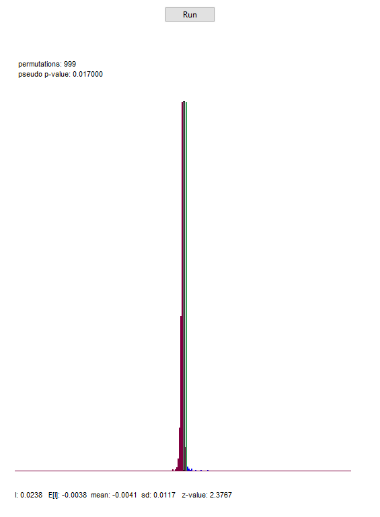 Run
permutations: 999
pseudo p-value: 0.017000
I: 0.0238 E[I]: -0.0038 mean: -0.0041 sd: 0.0117 z-value: 2.3767